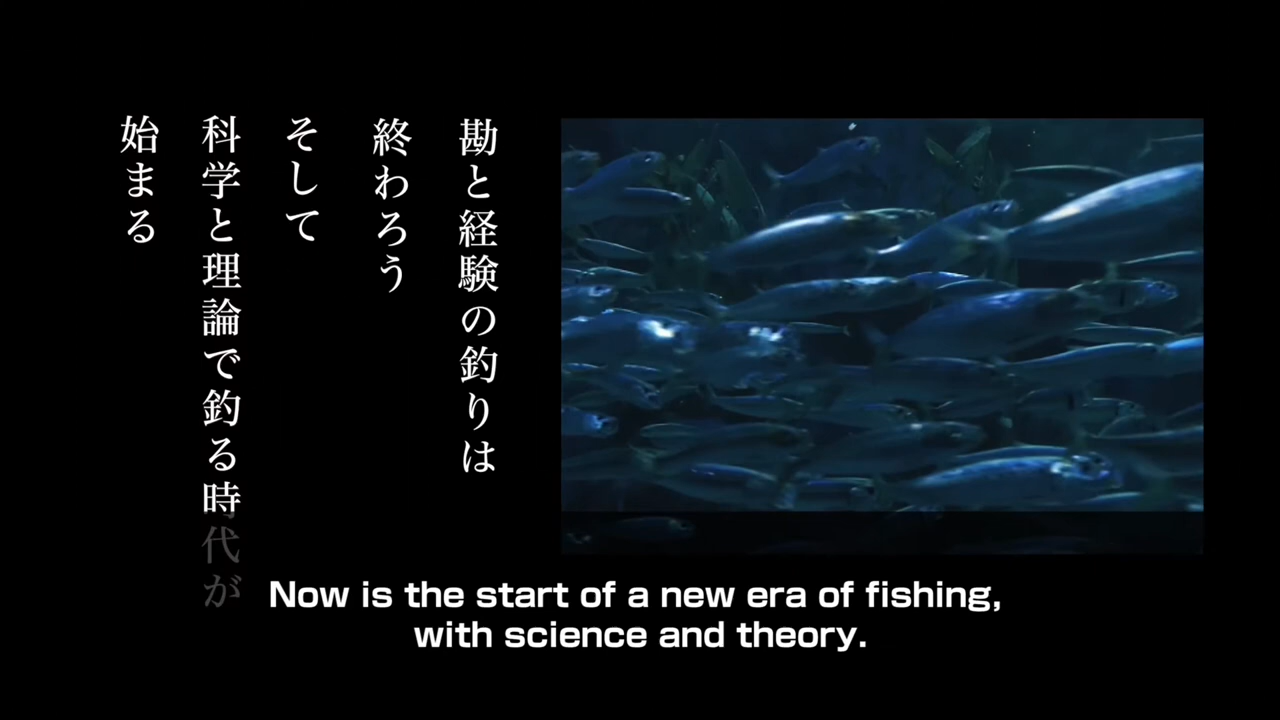 勘と経験の釣りは
終わろう
そして
科学と理論で釣る時代が
始まる
Now is the start of a new era of fishing,
with science and theory.